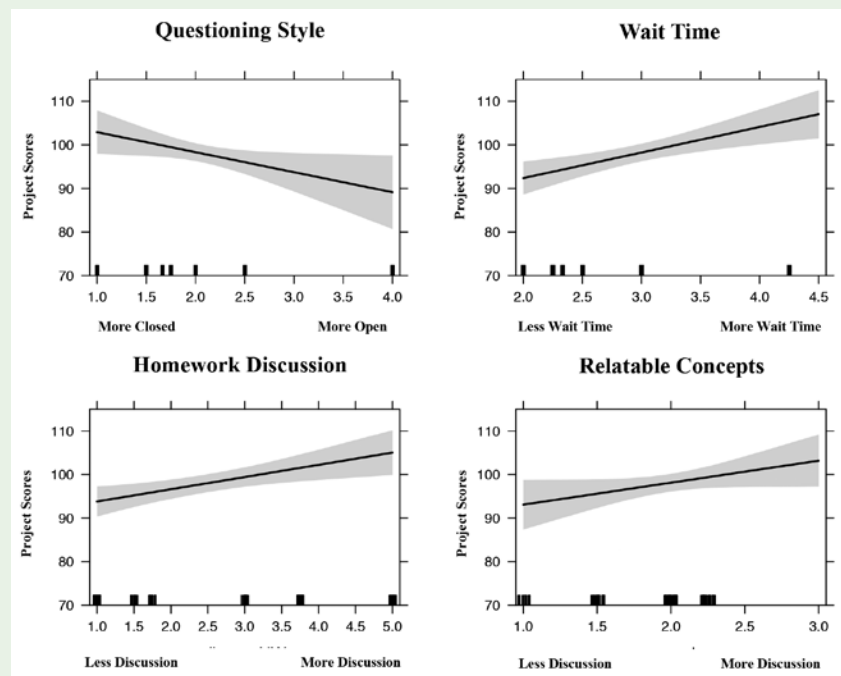 Questioning Style
Wait Time
Project Scores
110
100
90
80
70
1.0 1.5 2.0 2.5 3.0 3.5 4.0
More Closed More Open
Project Scores
110
100
90
80
70
2.0 2.5 3.0 3.5 4.0 4.5
Less Wait Time More Wait Time
Homework Discussion
Relatable Concepts
Project Scores
110
100
90
80
70
1.0 1.5 2.0 2.5 3.0 3.5 4.0 4.5 5.0
Less Discussion More Discussion
Project Scores
110
100
90
80
70
1.0 1.5 2.0 2.5 3.0
Less Discussion More Discussion